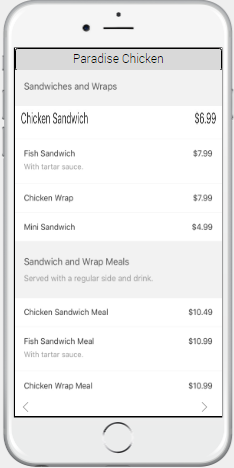 Paradise Chicken
Sandwiches and Wraps
Chicken Sandwich $6.99
Fish Sandwich $7.99
With tartar sauce.
Chicken Wrap $7.99
Mini Sandwich $4.99
Sandwich and Wrap Meals
Served with a regular side and drink.
Chicken Sandwich Meal $10.49
Fish Sandwich Meal $10.99
With tartar sauce.
Chicken Wrap Meal $10.99